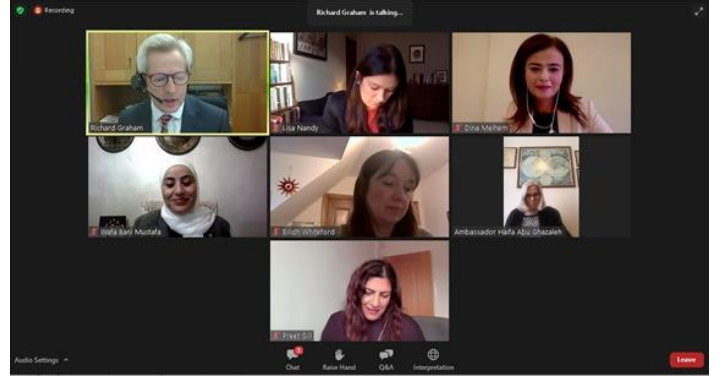 Recording
Richard Graham is talking...
Richard Graham
Lisa Nandy
Dina Melhem
Wafa Bani Mustafa
Eilidh Whiteford
Ambassador Haifa Abu Ghazaleh
Preet Gill
Audio Settings
1
Chat
Raise Hand
Q&A
Interpretation
Leave